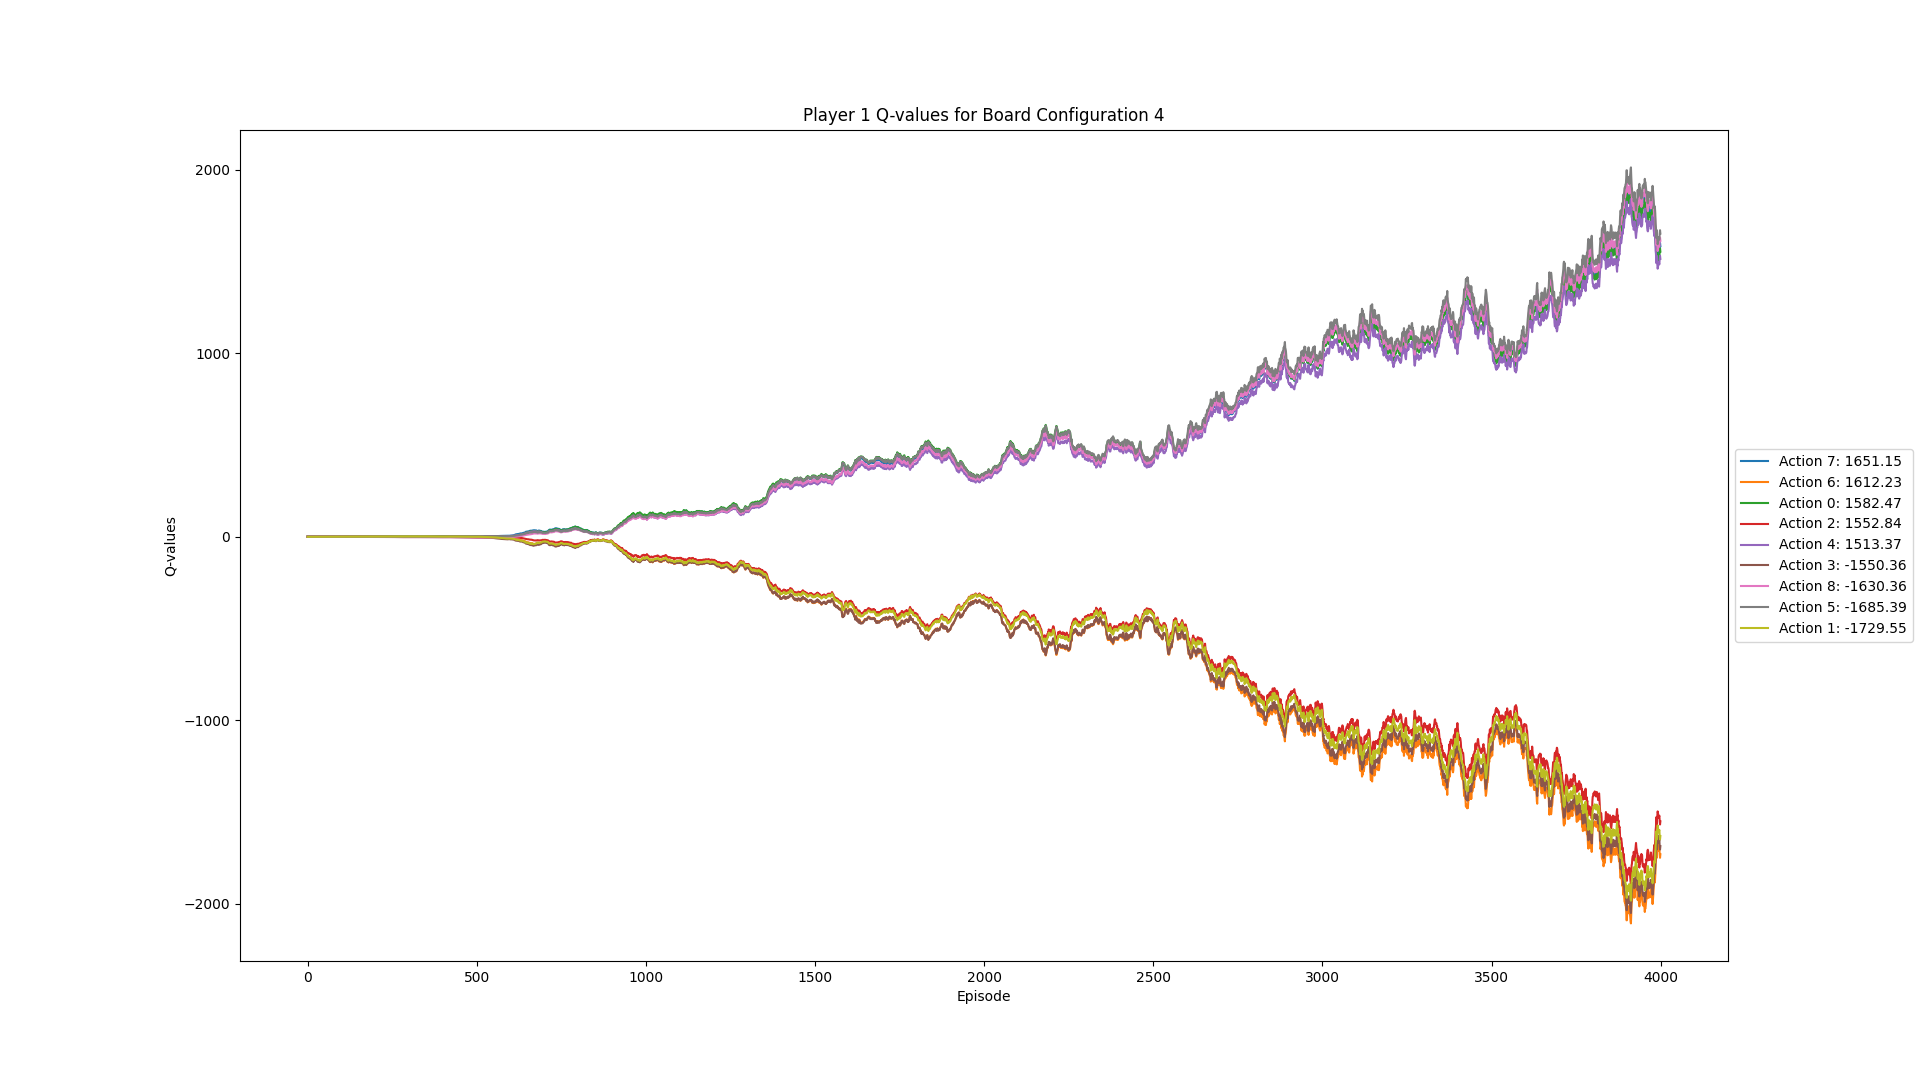 Player 1 Q-values for Board Configuration 4
2000
1000
0
−1000
−2000
Q-values
0
500
1000
1500
2000
2500
3000
3500
4000
Episode
Action 7: 1651.15
Action 6: 1612.23
Action 0: 1582.47
Action 2: 1552.84
Action 4: 1513.37
Action 3: -1550.36
Action 8: -1630.36
Action 5: -1685.39
Action 1: -1729.55